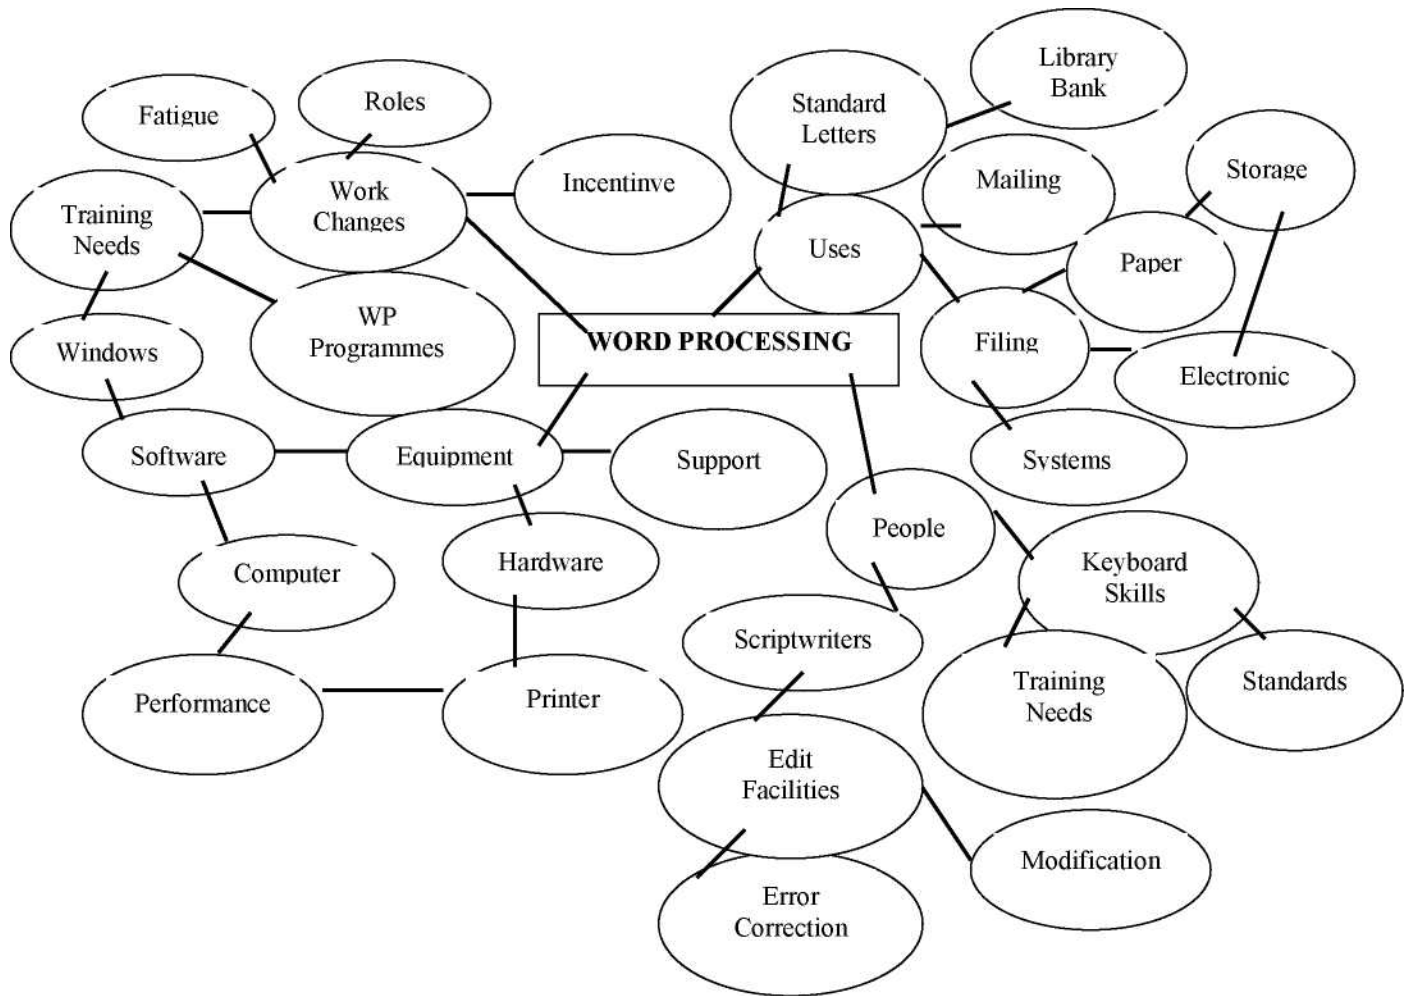 Library
Bank
Standard
Letters
Roles
Fatigue
Mailing
Storage
Incentinve
Work
Changes
Training
Needs
Uses
Paper
WP
Programmes
WORD PROCESSING
Filing
Windows
Electronic
Software
Equipment
Support
Systems
People
Computer
Hardware
Keyboard
Skills
Scriptwriters
Performance
Printer
Training
Needs
Standards
Edit
Facilities
Modification
Error
Correction